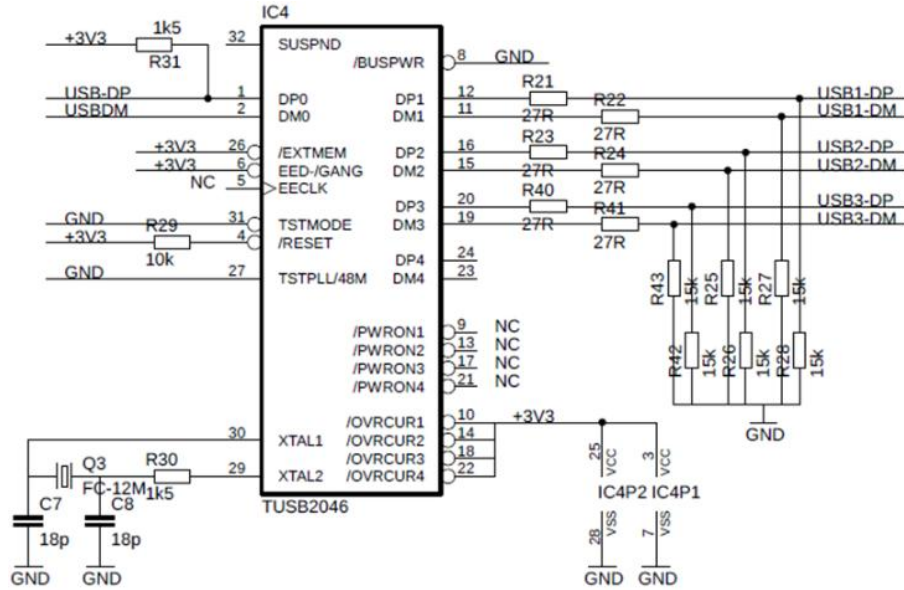 IC4
+3V3 1k5 R31 32 SUSPND
/BUSPWR 8 GND
USB-DP 1 DP0 DP1 12 R21 27R USB1-DP
USBDM 2 DM0 DM1 11 R22 27R USB1-DM
+3V3 26 /EXTMEM DP2 16 R23 27R USB2-DP
+3V3 6 EED-/GANG DM2 15 R24 27R USB2-DM
NC 5 EECLK
DP3 20 R40 27R USB3-DP
GND 31 TSTMODE DM3 19 R41 27R USB3-DM
+3V3 R29 10k 4 /RESET
DP4 24
GND 27 TSTPLL/48M DM4 23
R43 15k R25 15k R27 15k
R42 15k R26 15k R28 15k
GND
/PWRON1 9 NC
/PWRON2 13 NC
/PWRON3 17 NC
/PWRON4 21 NC
/OVRCUR1 10 +3V3
30 XTAL1 /OVRCUR2 14
/OVRCUR3 18
Q3 FC-12M R30 1k5 29 XTAL2 /OVRCUR4 22
TUSB2046
C7 18p C8 18p
GND GND
25 VCC 3 VCC
IC4P2 IC4P1
28 VSS 7 VSS
GND GND